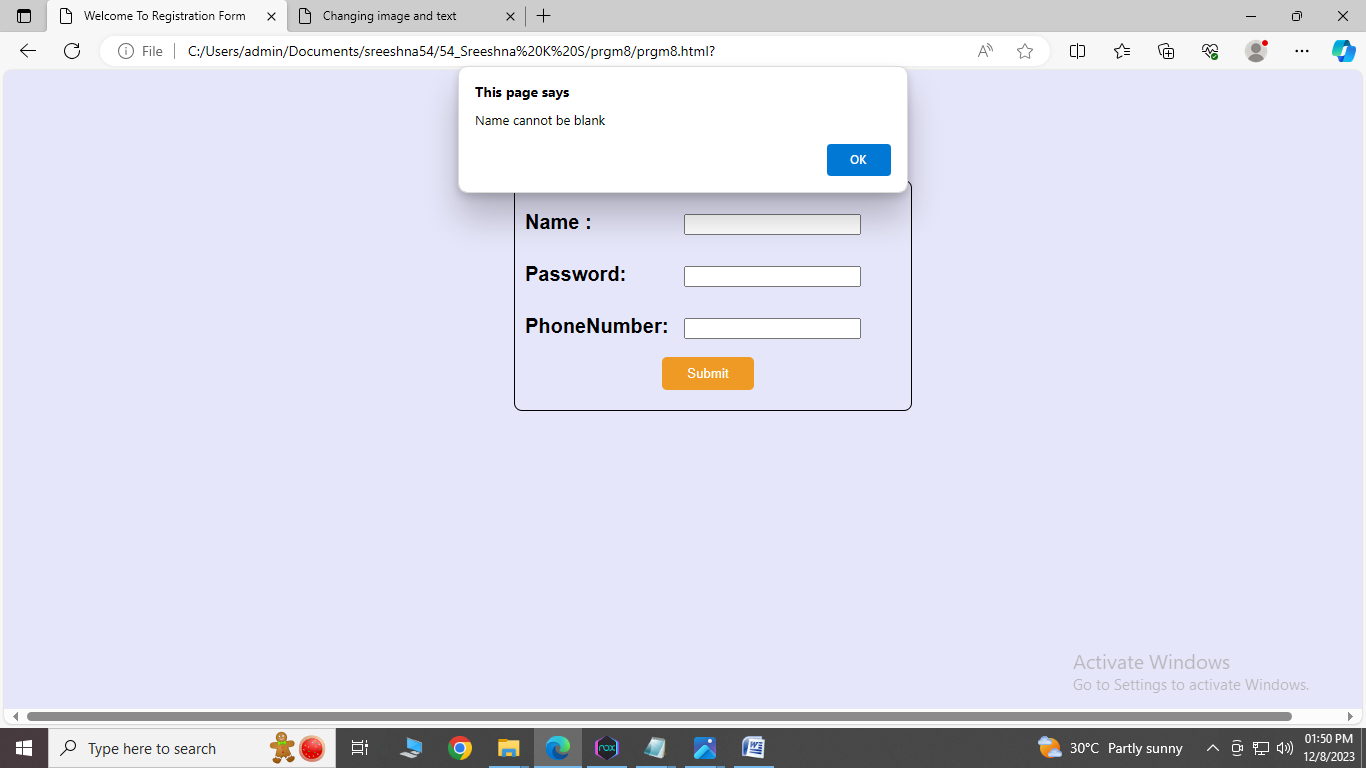 Welcome To Registration Form
Changing image and text
File
C:/Users/admin/Documents/sreeshna54/54_Sreeshna%20K%20S/prgm8/prgm8.html?
This page says
Name cannot be blank
OK
Name :
Password:
PhoneNumber:
Submit
Activate Windows
Go to Settings to activate Windows.
Type here to search
nox
W
30°C Partly sunny
01:50 PM
12/8/2023